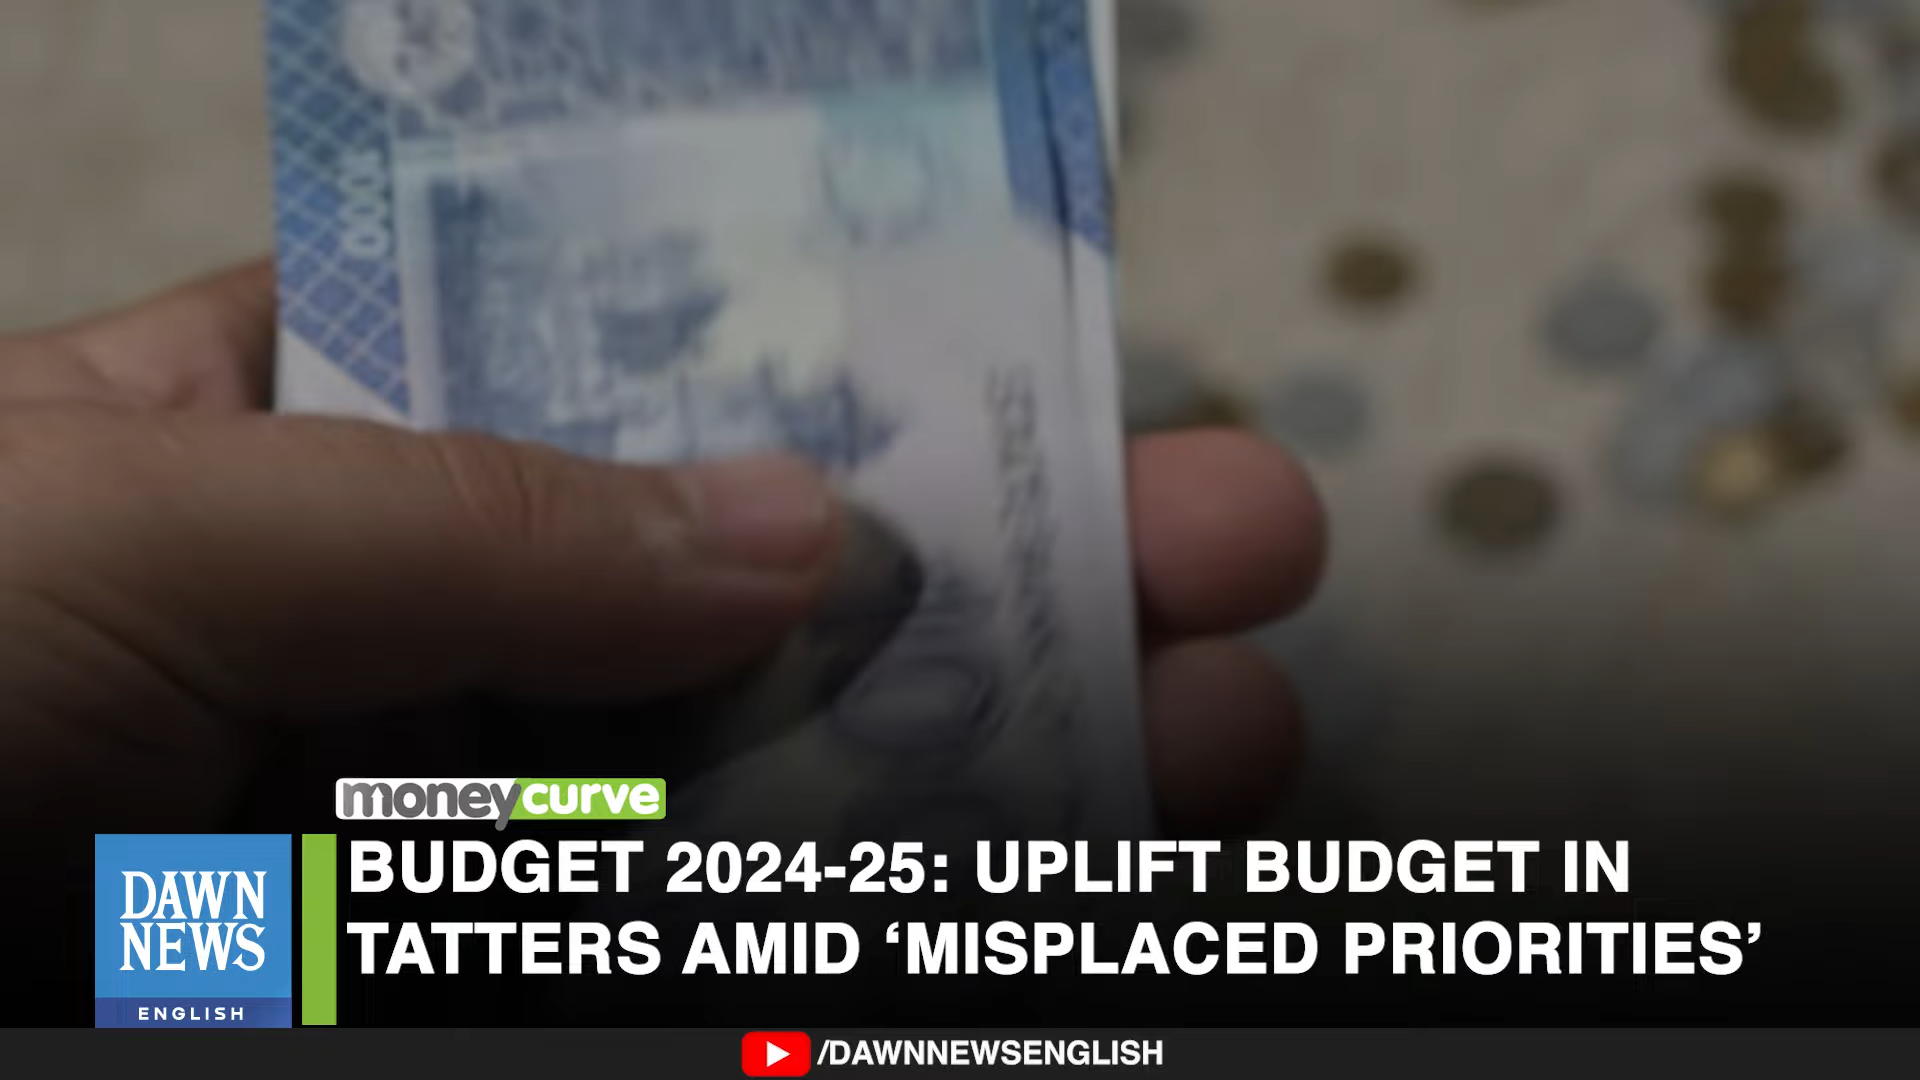 1000
moneycurve
BUDGET 2024-25: UPLIFT BUDGET IN
TATTERS AMID ‘MISPLACED PRIORITIES’
DAWN
NEWS
ENGLISH
/DAWNNEWSENGLISH